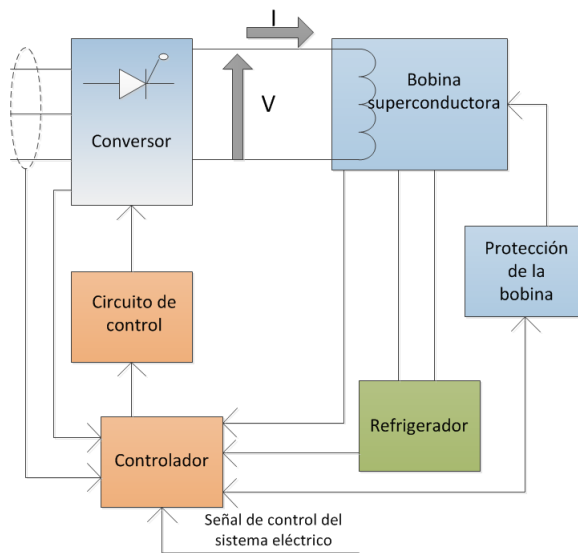 I
V
Conversor
Bobina
superconductora
Protección
de la
bobina
Circuito de
control
Refrigerador
Controlador
Señal de control del
sistema eléctrico